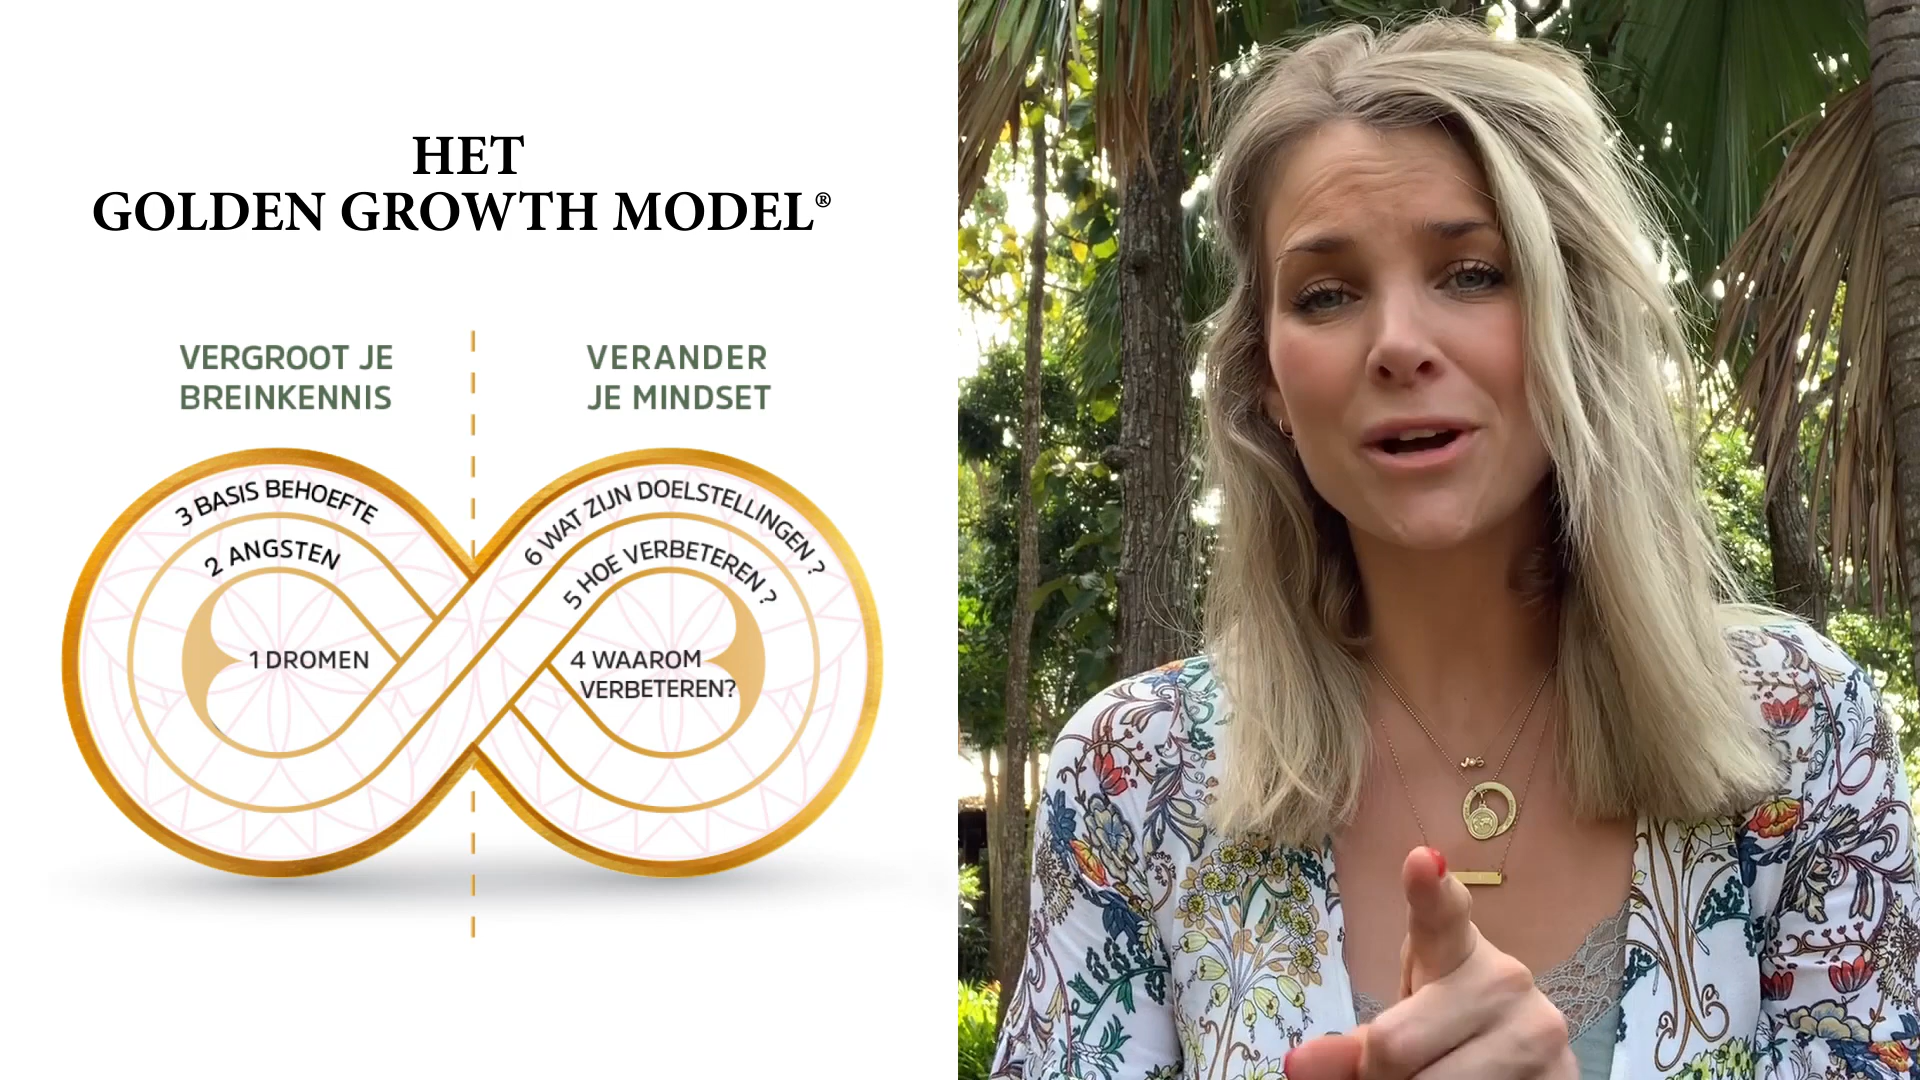 HET
GOLDEN GROWTH MODEL®
VERGROOT JE
BREINKENNIS
VERANDER
JE MINDSET
3 BASIS BEHOEFTE
2 ANGSTEN
1 DROMEN
6 WAT ZIJN DOELSTELLINGEN ?
5 HOE VERBETEREN ?
4 WAAROM
VERBETEREN?